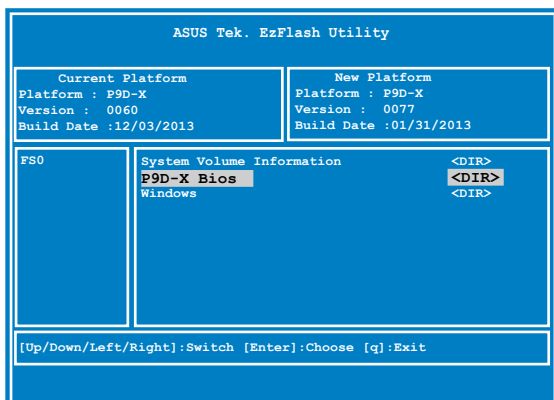 ASUS Tek. EzFlash Utility
Current Platform
Platform : P9D-X
Version : 0060
Build Date :12/03/2013
New Platform
Platform : P9D-X
Version : 0077
Build Date :01/31/2013
FS0
System Volume Information <DIR>
P9D-X Bios <DIR>
Windows <DIR>
[Up/Down/Left/Right]:Switch [Enter]:Choose [q]:Exit